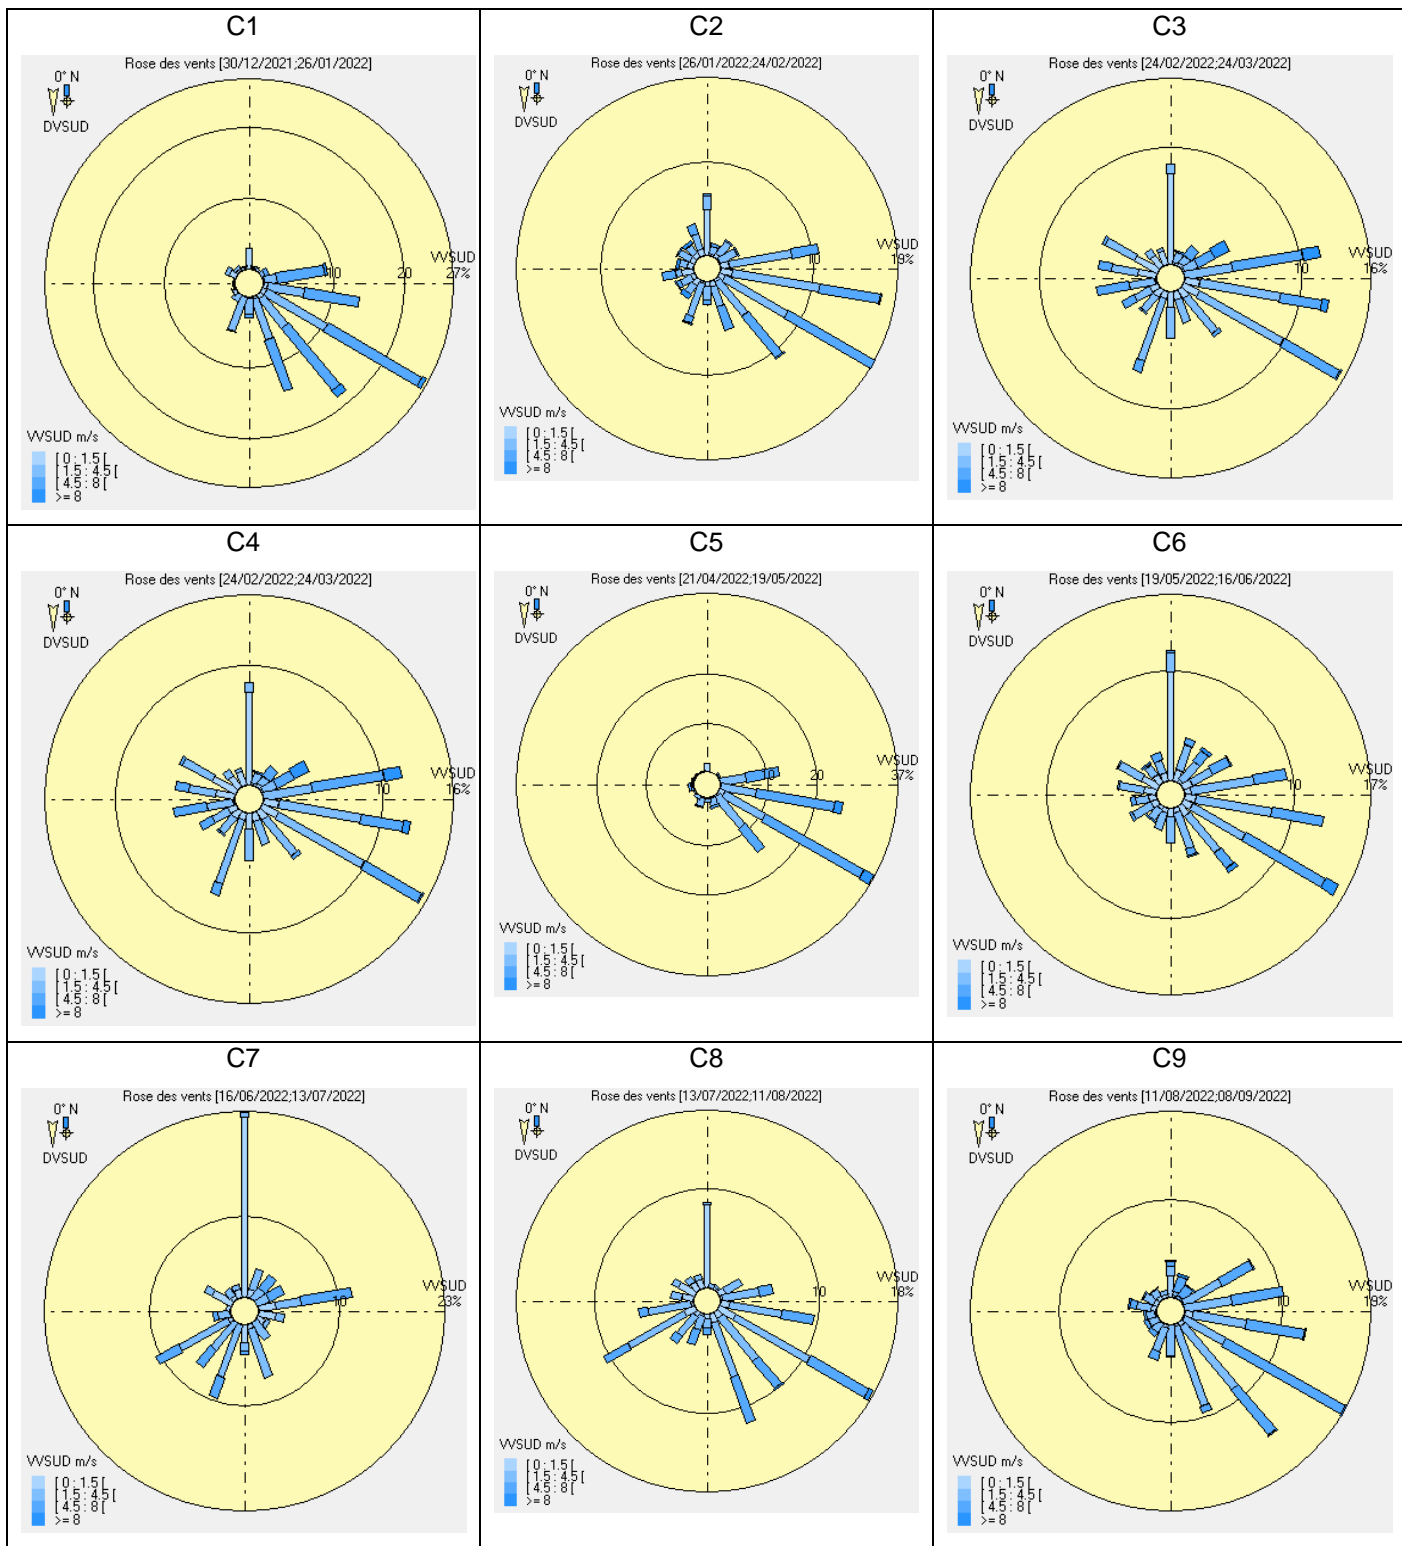 C1
Rose des vents [30/12/2021;26/01/2022]
0° N
DVSUD
VVSUD
10
20
27%
VVSUD m/s
[ 0 : 1.5 [
[ 1.5 : 4.5 [
[ 4.5 : 8 [
>= 8
C2
Rose des vents [26/01/2022;24/02/2022]
0° N
DVSUD
VVSUD
10
19%
VVSUD m/s
[ 0 : 1.5 [
[ 1.5 : 4.5 [
[ 4.5 : 8 [
>= 8
C3
Rose des vents [24/02/2022;24/03/2022]
0° N
DVSUD
VVSUD
10
16%
VVSUD m/s
[ 0 : 1.5 [
[ 1.5 : 4.5 [
[ 4.5 : 8 [
>= 8
C4
Rose des vents [24/02/2022;24/03/2022]
0° N
DVSUD
VVSUD
10
16%
VVSUD m/s
[ 0 : 1.5 [
[ 1.5 : 4.5 [
[ 4.5 : 8 [
>= 8
C5
Rose des vents [21/04/2022;19/05/2022]
0° N
DVSUD
VVSUD
10
20
37%
VVSUD m/s
[ 0 : 1.5 [
[ 1.5 : 4.5 [
[ 4.5 : 8 [
>= 8
C6
Rose des vents [19/05/2022;16/06/2022]
0° N
DVSUD
VVSUD
10
17%
VVSUD m/s
[ 0 : 1.5 [
[ 1.5 : 4.5 [
[ 4.5 : 8 [
>= 8
C7
Rose des vents [16/06/2022;13/07/2022]
0° N
DVSUD
VVSUD
10
23%
VVSUD m/s
[ 0 : 1.5 [
[ 1.5 : 4.5 [
[ 4.5 : 8 [
>= 8
C8
Rose des vents [13/07/2022;11/08/2022]
0° N
DVSUD
VVSUD
10
18%
VVSUD m/s
[ 0 : 1.5 [
[ 1.5 : 4.5 [
[ 4.5 : 8 [
>= 8
C9
Rose des vents [11/08/2022;08/09/2022]
0° N
DVSUD
VVSUD
10
19%
VVSUD m/s
[ 0 : 1.5 [
[ 1.5 : 4.5 [
[ 4.5 : 8 [
>= 8